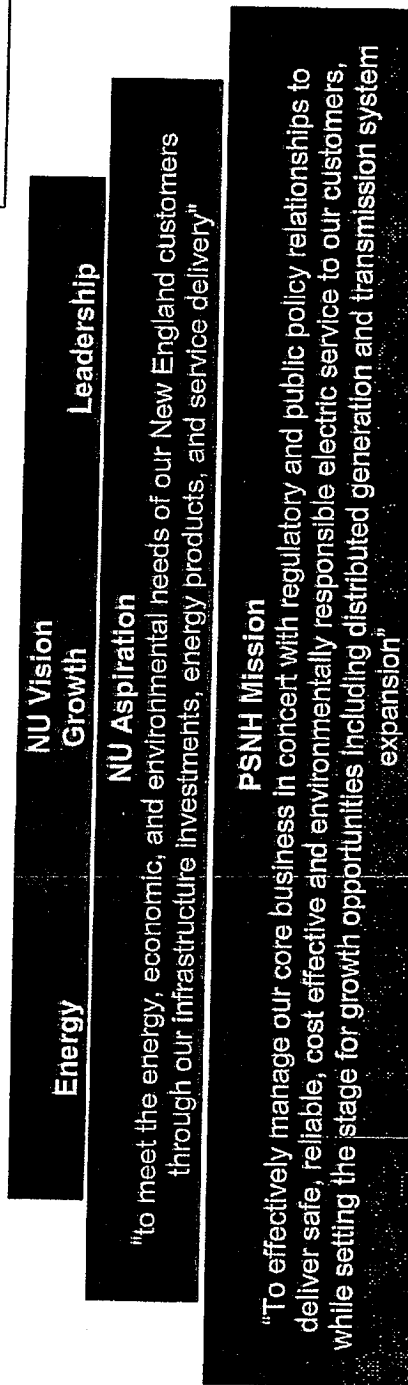 NU Vision
Energy Growth Leadership
NU Aspiration
"to meet the energy, economic, and environmental needs of our New England customers
through our infrastructure investments, energy products, and service delivery"
PSNH Mission
"To effectively manage our core business in concert with regulatory and public policy relationships to
deliver safe, reliable, cost effective and environmentally responsible electric service to our customers,
while setting the stage for growth opportunities including distributed generation and transmission system
expansion"